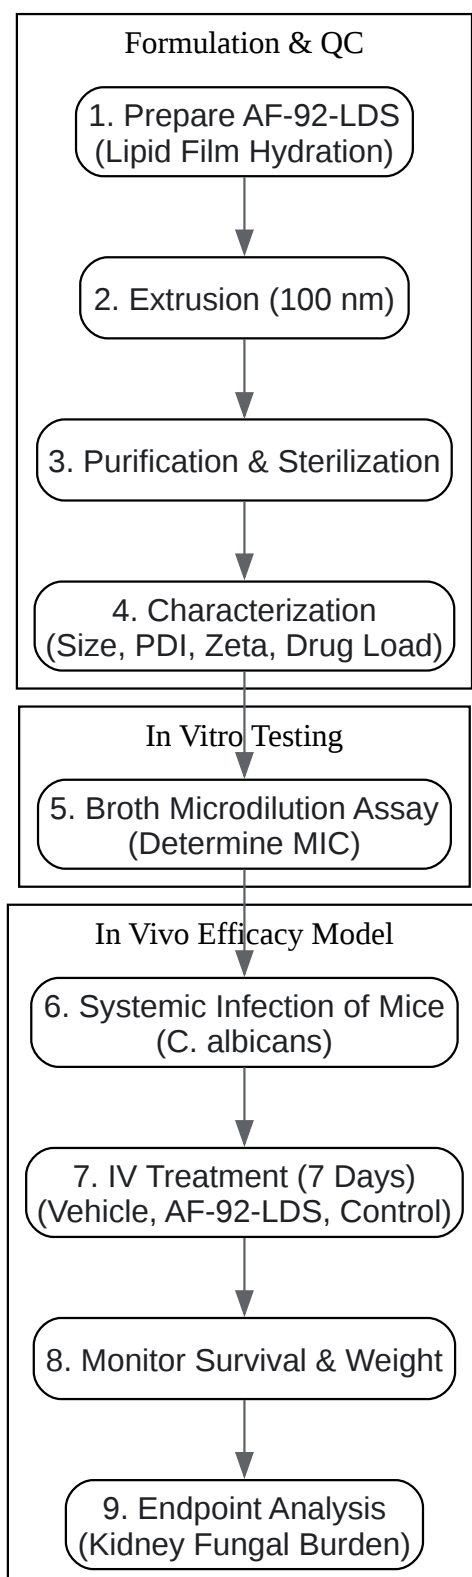 Formulation & QC
1. Prepare AF-92-LDS
(Lipid Film Hydration)
2. Extrusion (100 nm)
3. Purification & Sterilization
4. Characterization
(Size, PDI, Zeta, Drug Load)
In Vitro Testing
5. Broth Microdilution Assay
(Determine MIC)
In Vivo Efficacy Model
6. Systemic Infection of Mice
(C. albicans)
7. IV Treatment (7 Days)
(Vehicle, AF-92-LDS, Control)
8. Monitor Survival & Weight
9. Endpoint Analysis
(Kidney Fungal Burden)